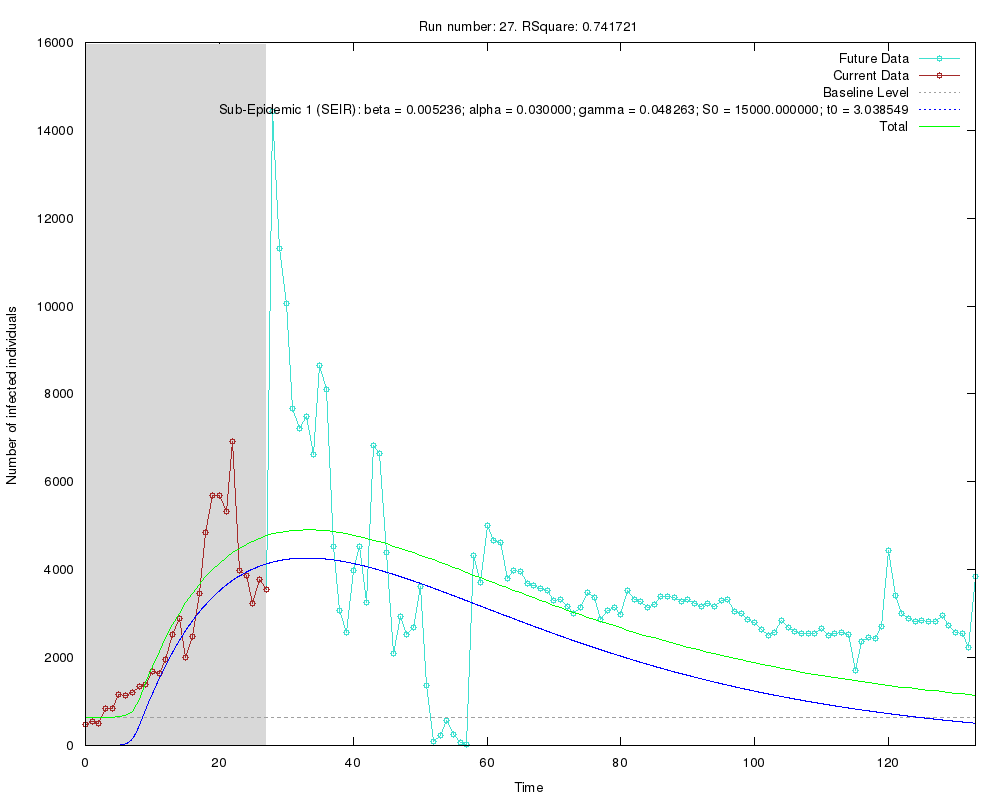 Run number: 27. RSquare: 0.741721
16000
14000
12000
10000
8000
6000
4000
2000
0
Number of infected individuals
Future Data
Current Data
Baseline Level
Sub-Epidemic 1 (SEIR): beta = 0.005236; alpha = 0.030000; gamma = 0.048263; S0 = 15000.000000; t0 = 3.038549
Total
0 20 40 60 80 100 120
Time